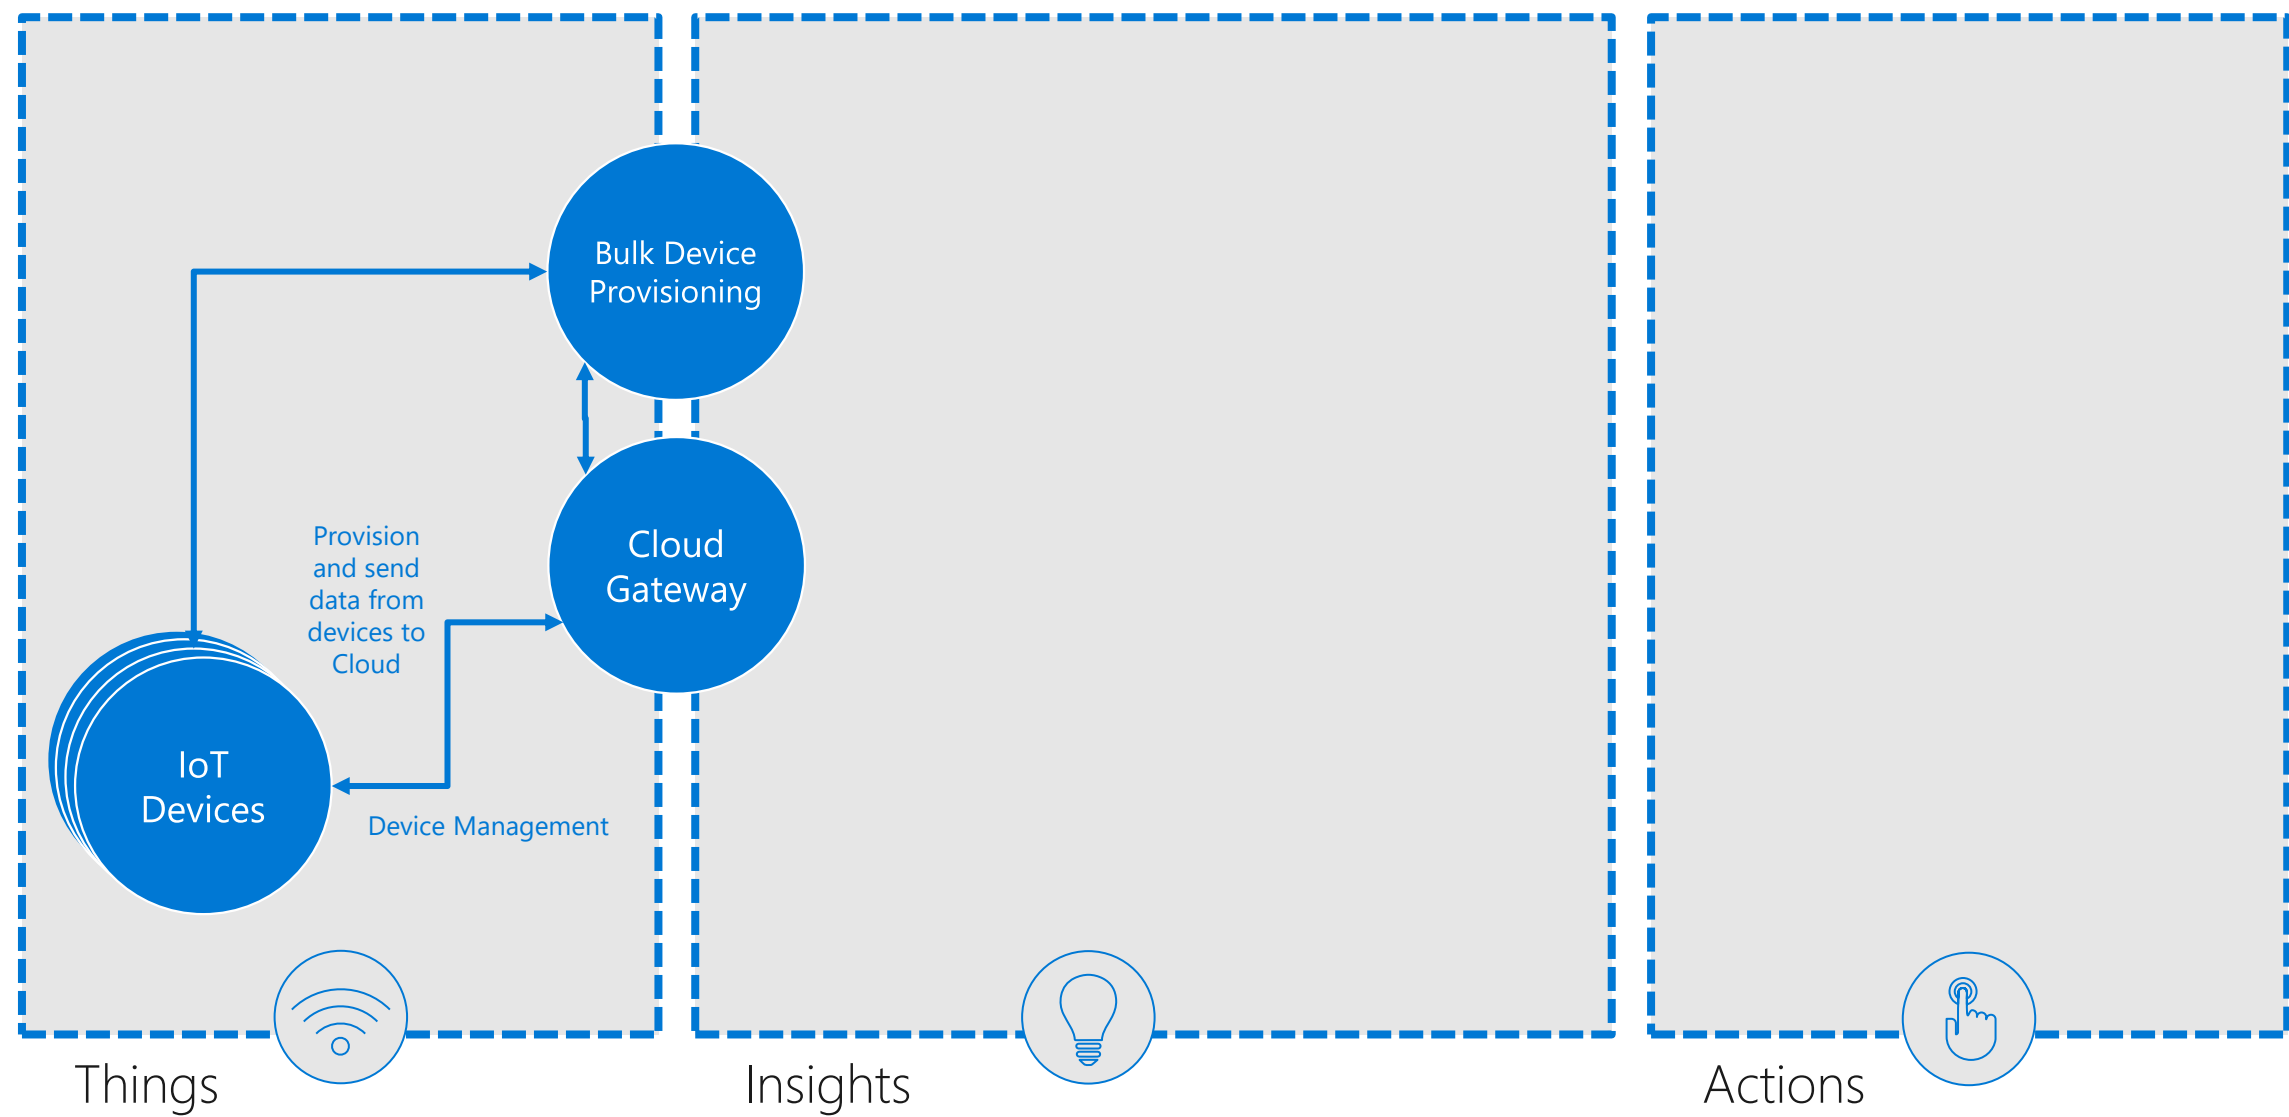 Bulk Device
Provisioning
Cloud
Gateway
Provision
and send
data from
devices to
Cloud
IoT
Devices
Device Management
Things
Insights
Actions